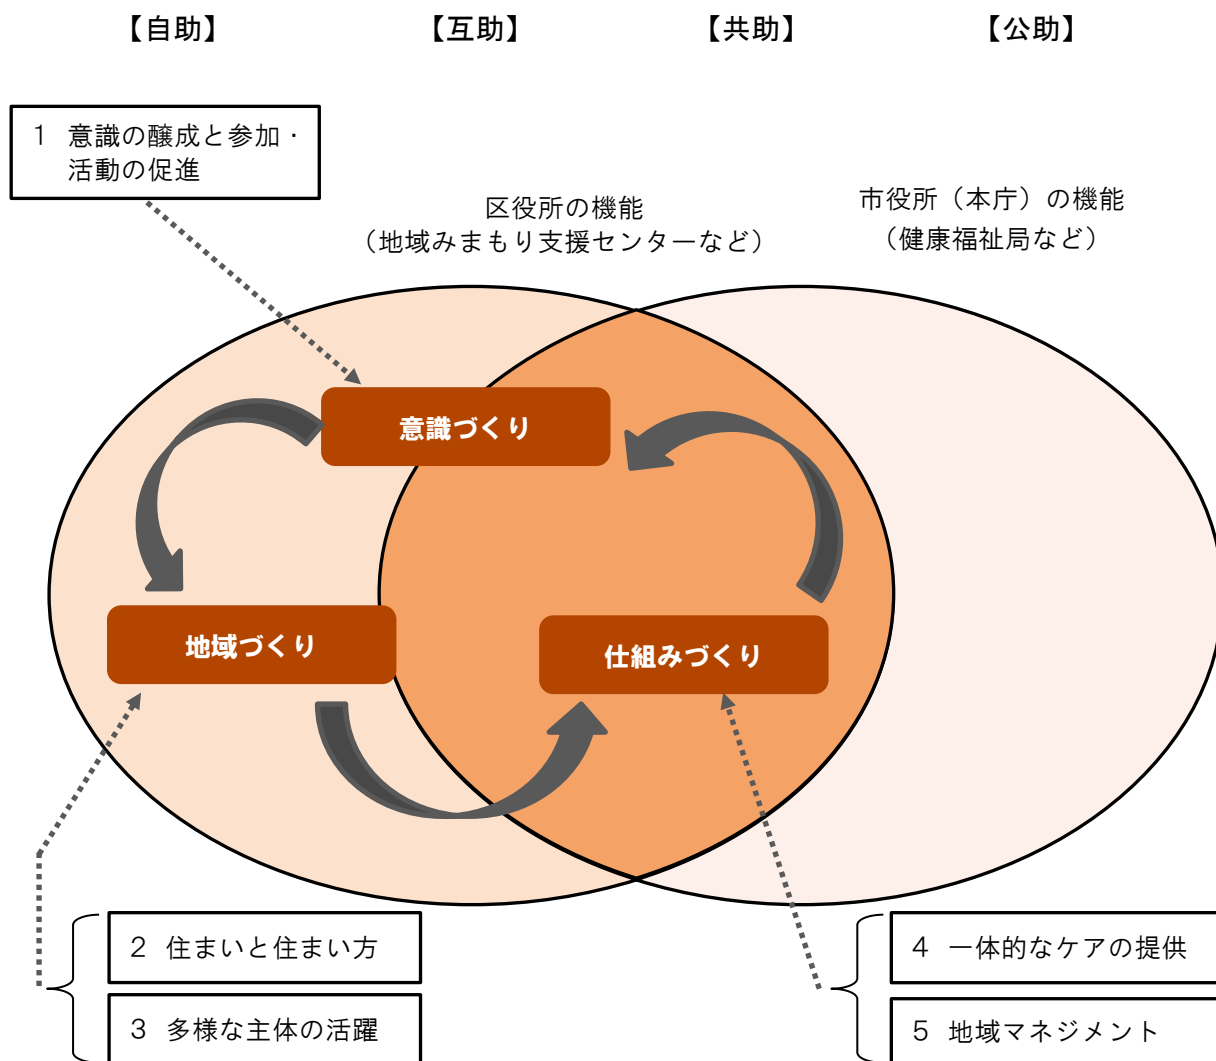 【自助】 【互助】 【共助】 【公助】
1 意識の醸成と参加・
活動の促進
区役所の機能
（地域みまもり支援センターなど）
市役所（本庁）の機能
（健康福祉局など）
意識づくり
地域づくり
仕組みづくり
2 住まいと住まい方
3 多様な主体の活躍
4 一体的なケアの提供
5 地域マネジメント